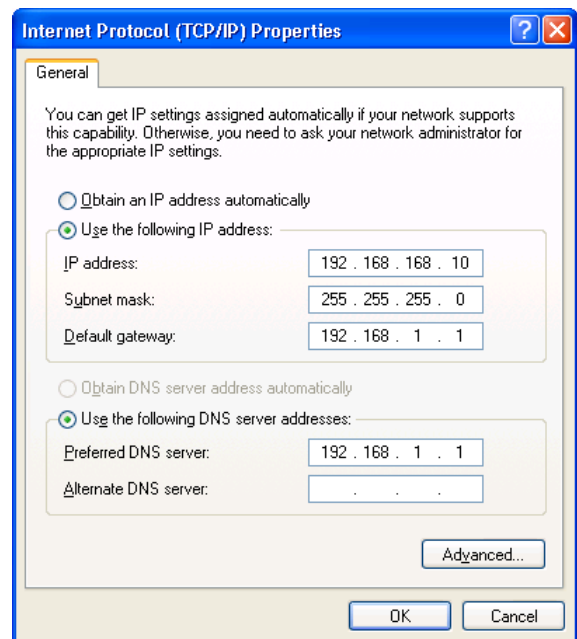 Internet Protocol (TCP/IP) Properties
General
You can get IP settings assigned automatically if your network supports
this capability. Otherwise, you need to ask your network administrator for
the appropriate IP settings.
Obtain an IP address automatically
Use the following IP address:
IP address: 192 . 168 . 168 . 10
Subnet mask: 255 . 255 . 255 . 0
Default gateway: 192 . 168 . 1 . 1
Obtain DNS server address automatically
Use the following DNS server addresses:
Preferred DNS server: 192 . 168 . 1 . 1
Alternate DNS server: . . .
Advanced...
OK Cancel